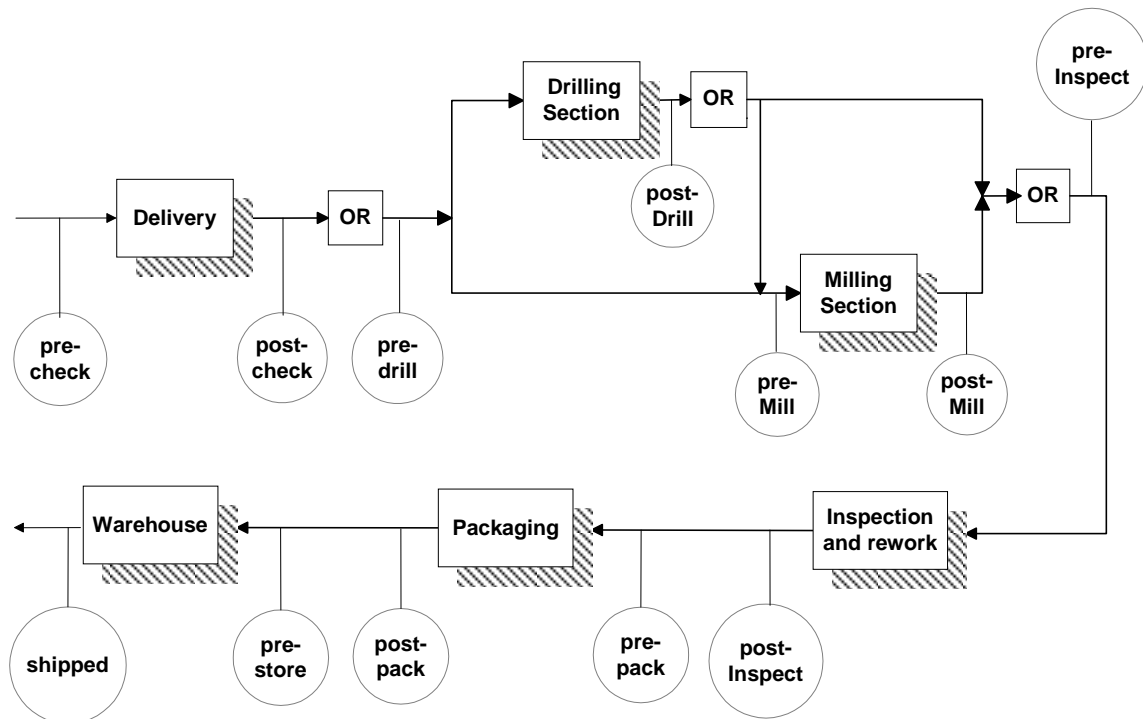 pre-
Inspect
Drilling
Section
OR
post-
Drill
Delivery
OR
OR
Milling
Section
pre-
check
post-
check
pre-
drill
pre-
Mill
post-
Mill
Warehouse
Packaging
Inspection
and rework
shipped
pre-
store
post-
pack
pre-
pack
post-
Inspect